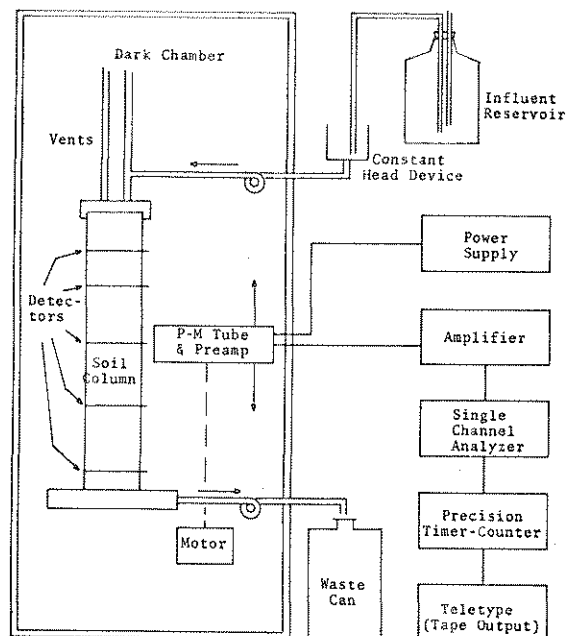 Dark Chamber
Vents
Influent
Reservoir
Constant
Head Device
Power
Supply
Detec-
tors
P-M Tube
& Preamp
Amplifier
Soil
Column
Single
Channel
Analyzer
Motor
Precision
Timer-Counter
Waste
Can
Teletype
(Tape Output)